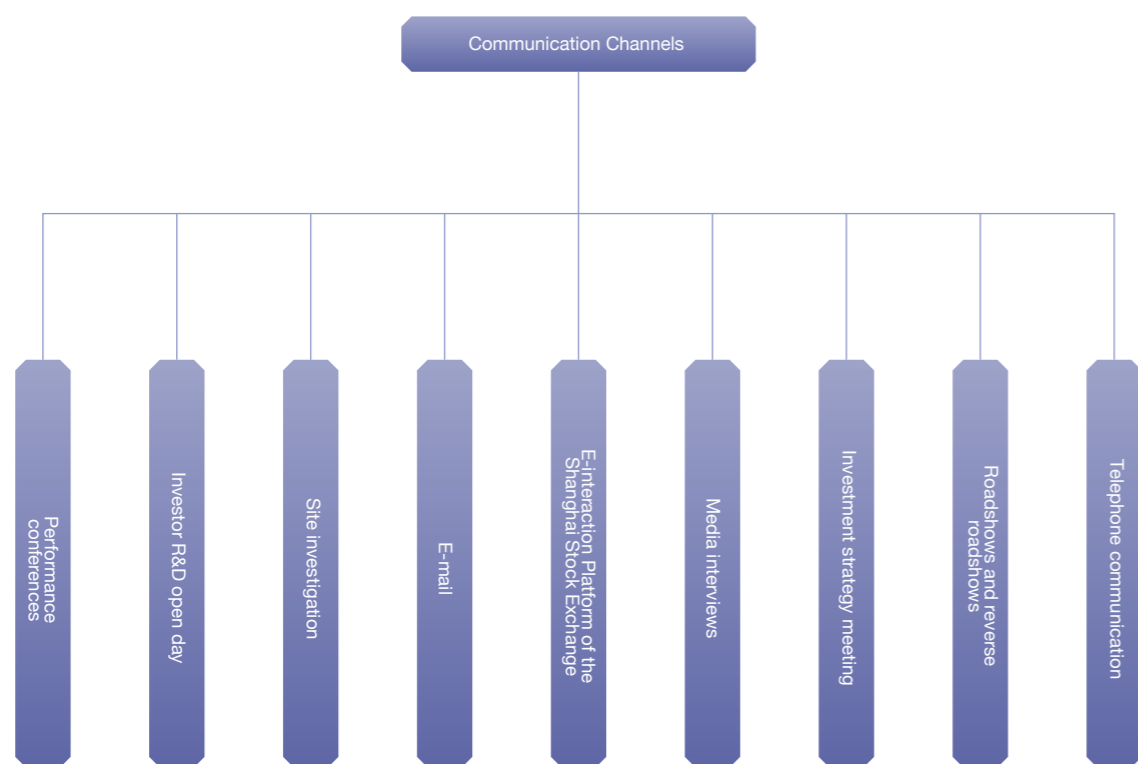 Communication Channels
Performance
conferences
Investor R&D open day
Site investigation
E-mail
E-interaction Platform of the
Shanghai Stock Exchange
Media interviews
Investment strategy meeting
Roadshows and reverse
roadshows
Telephone communication